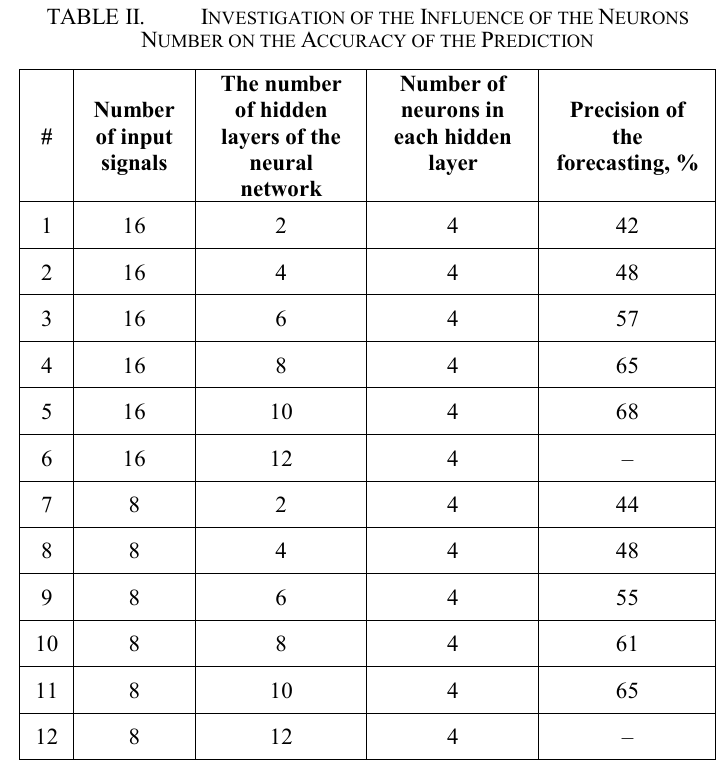 TABLE II. INVESTIGATION OF THE INFLUENCE OF THE NEURONS
NUMBER ON THE ACCURACY OF THE PREDICTION
# | Number of input signals | The number of hidden layers of the neural network | Number of neurons in each hidden layer | Precision of the forecasting, %
1 16 2 4 42
2 16 4 4 48
3 16 6 4 57
4 16 8 4 65
5 16 10 4 68
6 16 12 4 –
7 8 2 4 44
8 8 4 4 48
9 8 6 4 55
10 8 8 4 61
11 8 10 4 65
12 8 12 4 –